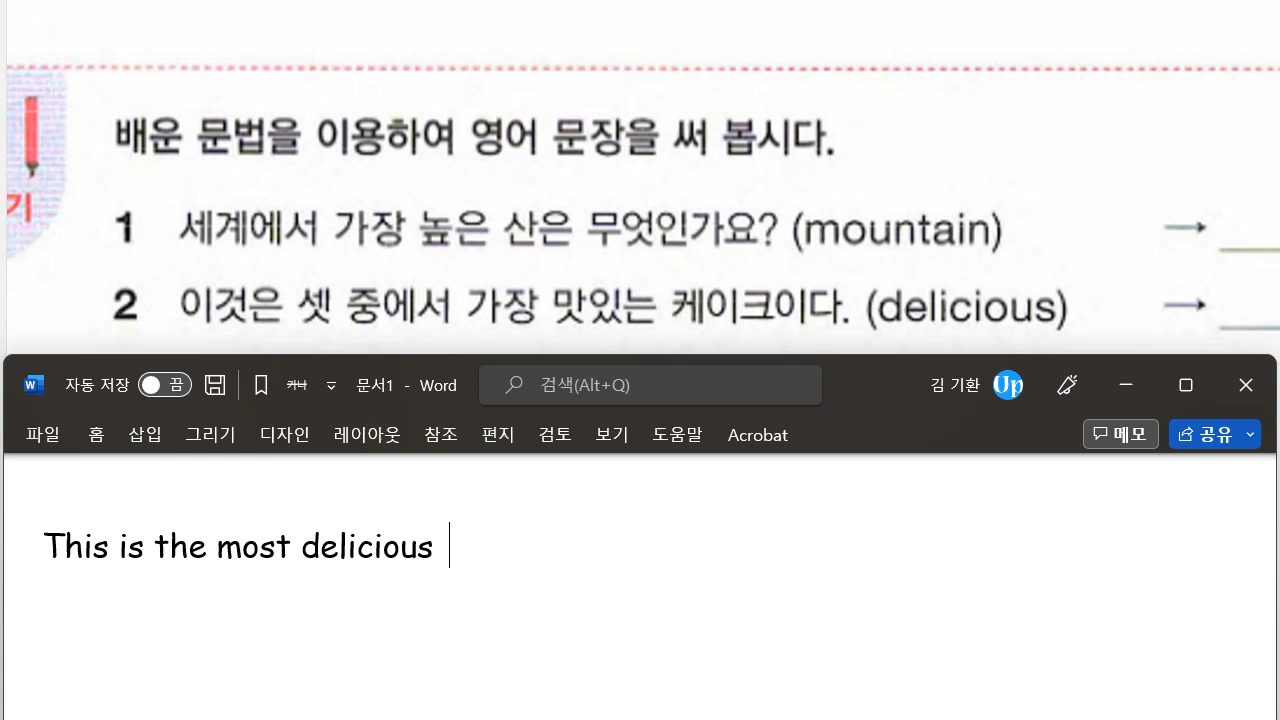 배운 문법을 이용하여 영어 문장을 써 봅시다.
기
1 세계에서 가장 높은 산은 무엇인가요? (mountain) →
2 이것은 셋 중에서 가장 맛있는 케이크이다. (delicious) →
자동 저장 끔 가나 문서1 - Word 검색(Alt+Q) 김 기환 Up
파일 홈 삽입 그리기 디자인 레이아웃 참조 편지 검토 보기 도움말 Acrobat 메모 공유
This is the most delicious